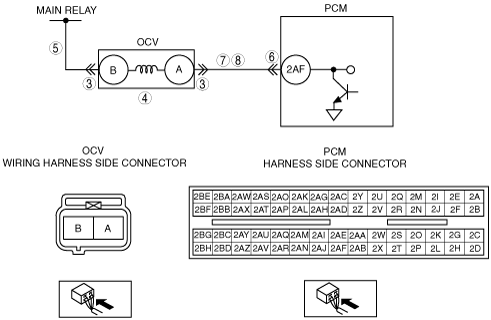 MAIN RELAY
PCM
OCV
5
B
A
3
3
4
7 8
6
2AF
OCV
WIRING HARNESS SIDE CONNECTOR
PCM
HARNESS SIDE CONNECTOR
B A
2BE 2BA 2AW 2AS 2AO 2AK 2AG 2AC 2Y 2U 2Q 2M 2I 2E 2A
2BF 2BB 2AX 2AT 2AP 2AL 2AH 2AD 2Z 2V 2R 2N 2J 2F 2B
2BG 2BC 2AY 2AU 2AQ 2AM 2AI 2AE 2AA 2W 2S 2O 2K 2G 2C
2BH 2BD 2AZ 2AV 2AR 2AN 2AJ 2AF 2AB 2X 2T 2P 2L 2H 2D